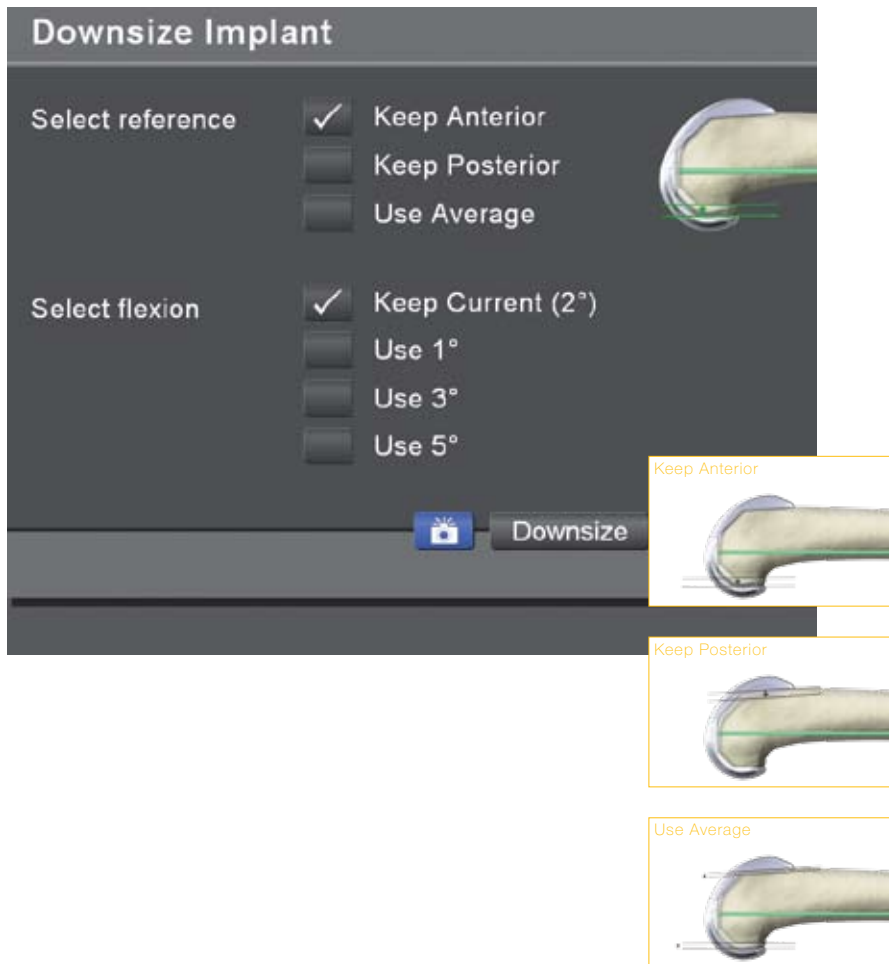 Downsize Implant
Select reference
Keep Anterior
Keep Posterior
Use Average
Select flexion
Keep Current (2°)
Use 1°
Use 3°
Use 5°
Downsize
Keep Anterior
Keep Posterior
Use Average